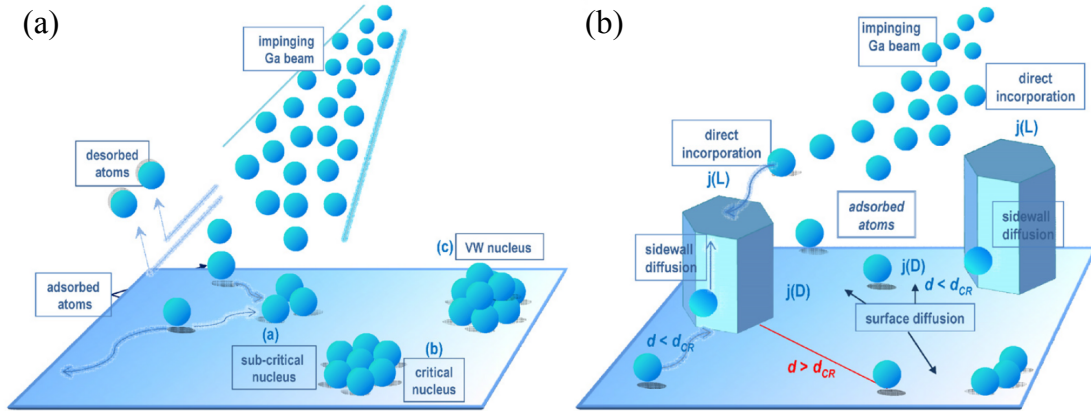 (a)
impinging
Ga beam
desorbed
atoms
adsorbed
atoms
(a)
sub-critical
nucleus
(b)
critical
nucleus
(c)
VW nucleus
(b)
impinging
Ga beam
direct
incorporation
j(L)
direct
incorporation
j(L)
adsorbed
atoms
sidewall
diffusion
sidewall
diffusion
j(D)
j(D)
d < dCR
surface diffusion
d < dCR
d > dCR